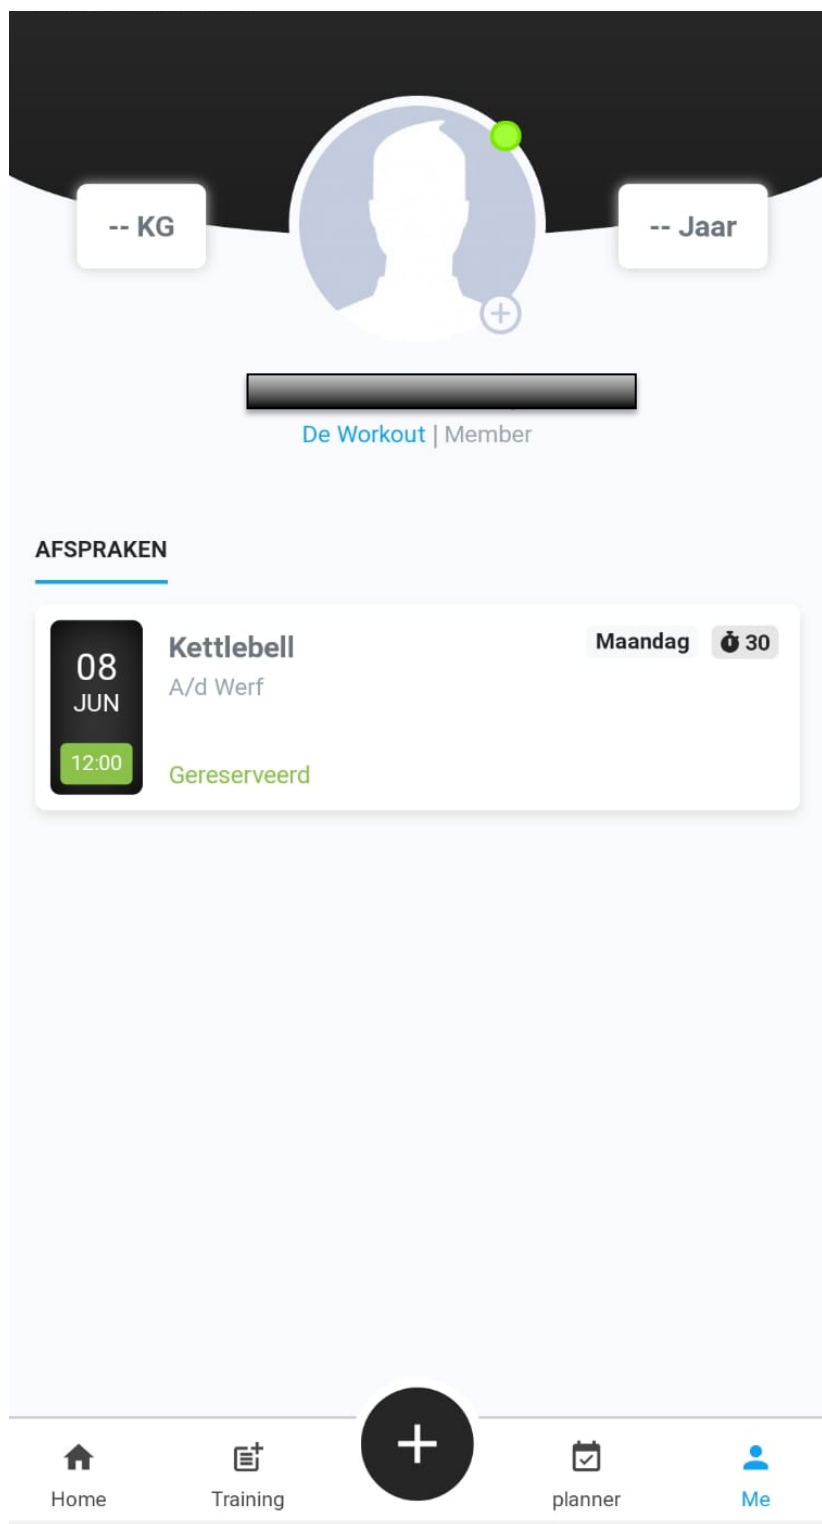 -- KG
-- Jaar
De Workout | Member
AFSPRAKEN
08
JUN
12:00
Kettlebell
A/d Werf
Gereserveerd
Maandag 30
Home
Training
planner
Me